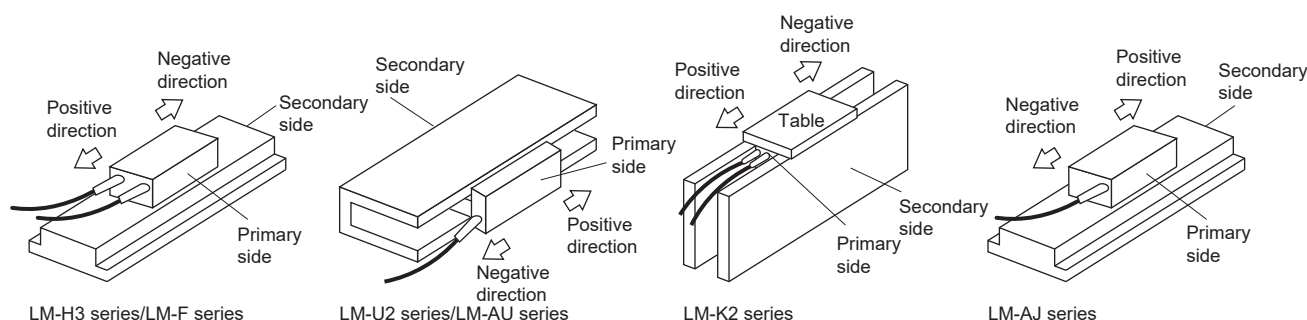 Negative
direction
Positive
direction
Secondary
side
Primary
side
LM-H3 series/LM-F series
Secondary
side
Primary
side
Positive
direction
Negative
direction
LM-U2 series/LM-AU series
Negative
direction
Positive
direction
Table
Secondary
side
Primary
side
LM-K2 series
Positive
direction
Secondary
side
Negative
direction
Primary
side
LM-AJ series